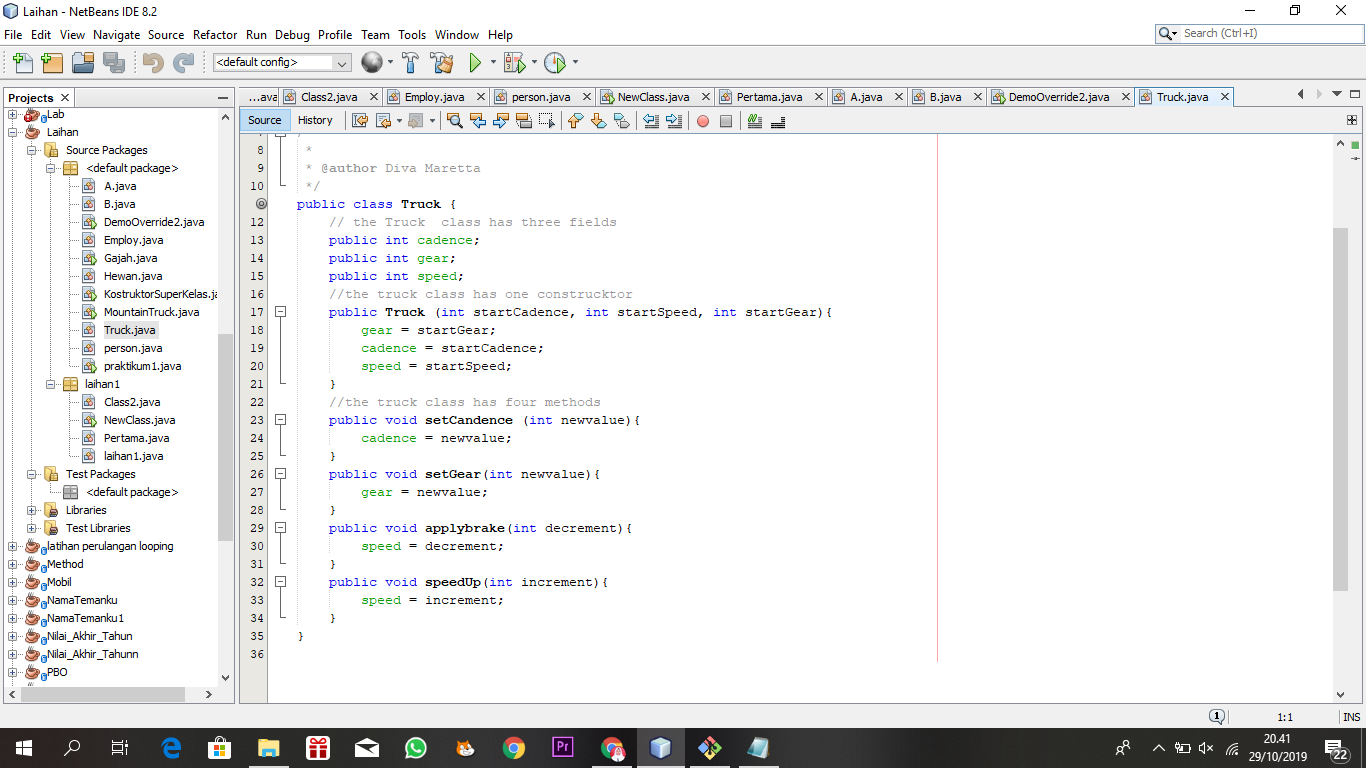 Laihan - NetBeans IDE 8.2
File Edit View Navigate Source Refactor Run Debug Profile Team Tools Window Help
Search (Ctrl+I)
<default config>
Projects
...ava Class2.java Employ.java person.java NewClass.java Pertama.java A.java B.java DemoOverride2.java Truck.java
Source History
Lab
Laihan
Source Packages
<default package>
A.java
B.java
DemoOverride2.java
Employ.java
Gajah.java
Hewan.java
KostruktorSuperKelas.ja
MountainTruck.java
Truck.java
person.java
praktikum1.java
laihan1
Class2.java
NewClass.java
Pertama.java
laihan1.java
Test Packages
<default package>
Libraries
Test Libraries
latihan perulangan looping
Method
Mobil
NamaTemanku
NamaTemanku1
Nilai_Akhir_Tahun
Nilai_Akhir_Tahunn
PBO
8 *
9 * @author Diva Maretta
10 */
public class Truck {
12 // the Truck  class has three fields
13 public int cadence;
14 public int gear;
15 public int speed;
16 //the truck class has one construcktor
17 public Truck (int startCadence, int startSpeed, int startGear){
18 gear = startGear;
19 cadence = startCadence;
20 speed = startSpeed;
21 }
22 //the truck class has four methods
23 public void setCandence (int newvalue){
24 cadence = newvalue;
25 }
26 public void setGear(int newvalue){
27 gear = newvalue;
28 }
29 public void applybrake(int decrement){
30 speed = decrement;
31 }
32 public void speedUp(int increment){
33 speed = increment;
34 }
35 }
36
1 1:1 INS
Pr
20.41
29/10/2019
22